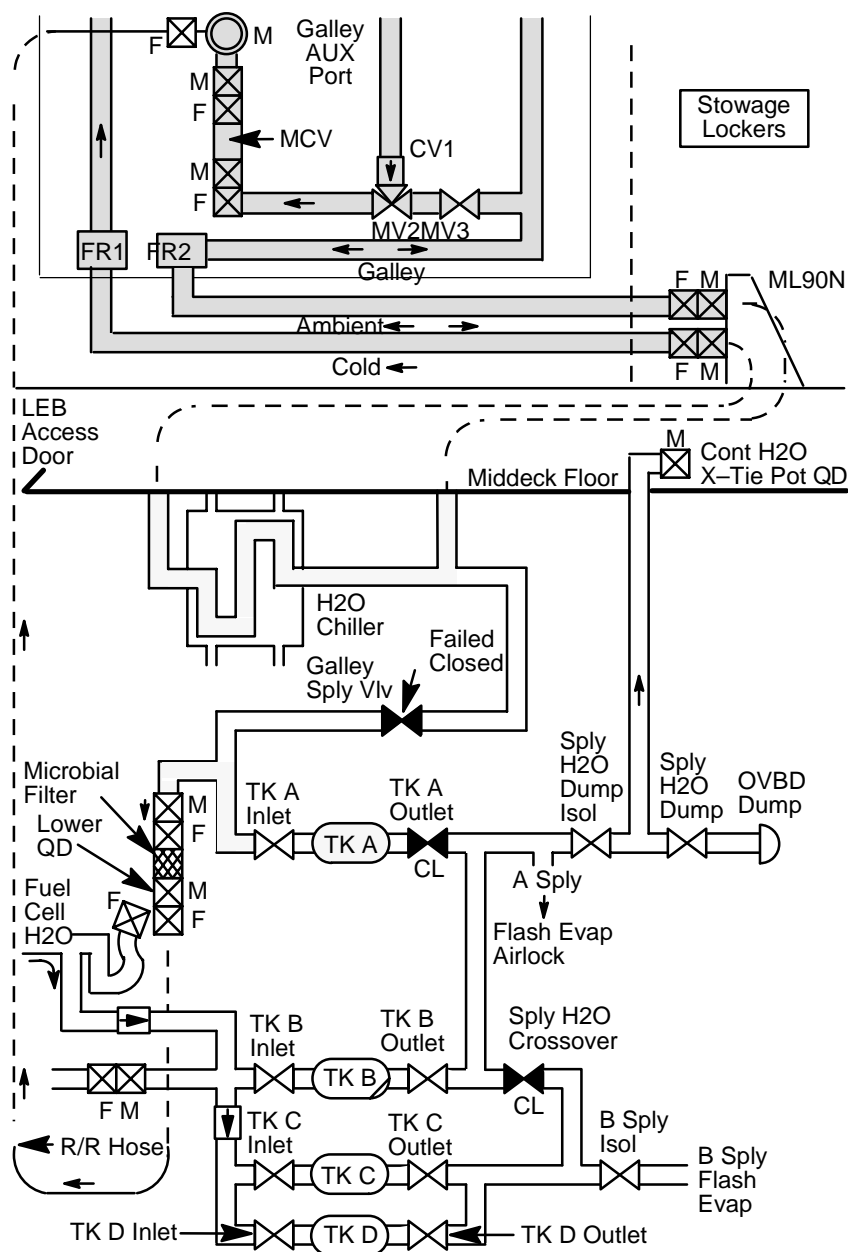 F
M
Galley
AUX
Port
M
F
MCV
CV1
M
F
MV2MV3
Stowage
Lockers
FR1
FR2
Galley
F M
ML90N
Ambient
Cold
F M
LEB
Access
Door
Middeck Floor
M
Cont H2O
X–Tie Pot QD
H2O
Chiller
Failed
Closed
Galley
Sply Vlv
Sply
H2O
Dump
Isol
Sply
H2O
Dump
OVBD
Dump
Microbial
Filter
Lower
QD
M
F
TK A
Inlet
TK A
TK A
Outlet
CL
A Sply
Flash Evap
Airlock
M
F
Fuel
Cell
H2O
F
TK B
Inlet
TK B
TK B
Outlet
Sply H2O
Crossover
CL
F M
TK C
Inlet
TK C
TK C
Outlet
B Sply
Isol
B Sply
Flash
Evap
R/R Hose
TK D Inlet
TK D
TK D Outlet